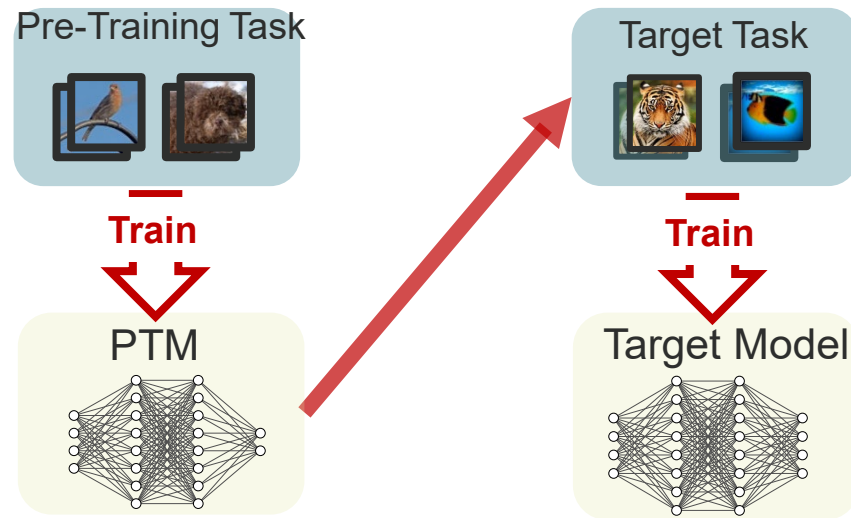 Pre-Training Task
Train
PTM
Target Task
Train
Target Model